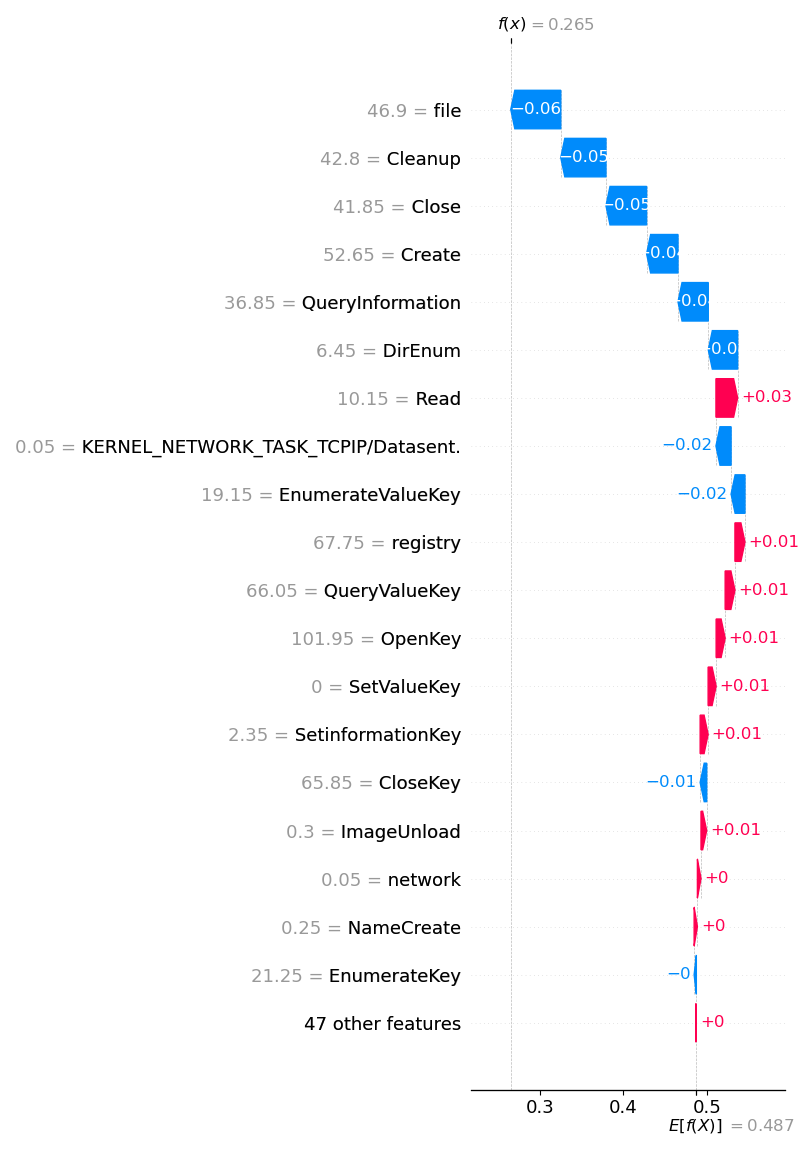 f(x) = 0.265
46.9 = file −0.06
42.8 = Cleanup −0.05
41.85 = Close −0.05
52.65 = Create
36.85 = QueryInformation
6.45 = DirEnum
10.15 = Read +0.03
0.05 = KERNEL_NETWORK_TASK_TCPIP/Datasent. −0.02
19.15 = EnumerateValueKey −0.02
67.75 = registry +0.01
66.05 = QueryValueKey +0.01
101.95 = OpenKey +0.01
0 = SetValueKey +0.01
2.35 = SetinformationKey +0.01
65.85 = CloseKey −0.01
0.3 = ImageUnload +0.01
0.05 = network +0
0.25 = NameCreate +0
21.25 = EnumerateKey −0
47 other features +0
0.3 0.4 0.5
E[f(X)] = 0.487